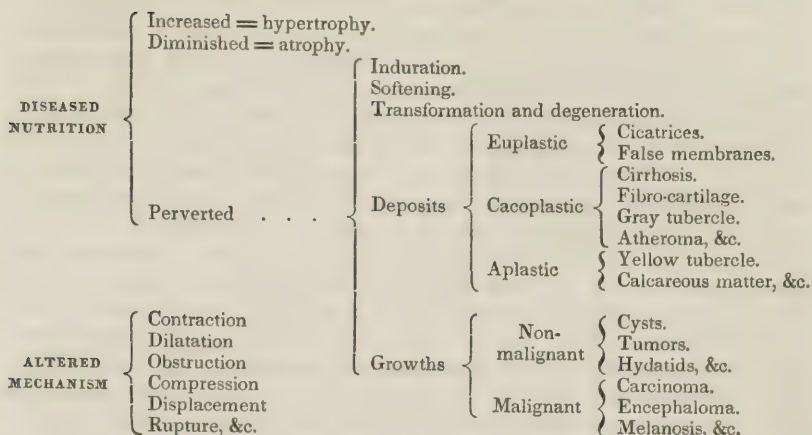 Increased = hypertrophy.
Diminished = atrophy.
DISEASED
NUTRITION
Perverted . . .
Induration.
Softening.
Transformation and degeneration.
Deposits
Euplastic
Cicatrices.
False membranes.
Cacoplastic
Cirrhosis.
Fibro-cartilage.
Gray tubercle.
Atheroma, &c.
Aplastic
Yellow tubercle.
Calcareous matter, &c.
Growths
Non-
malignant
Cysts.
Tumors.
Hydatids, &c.
Malignant
Carcinoma.
Encephaloma.
Melanosis, &c.
ALTERED
MECHANISM
Contraction
Dilatation
Obstruction
Compression
Displacement
Rupture, &c.